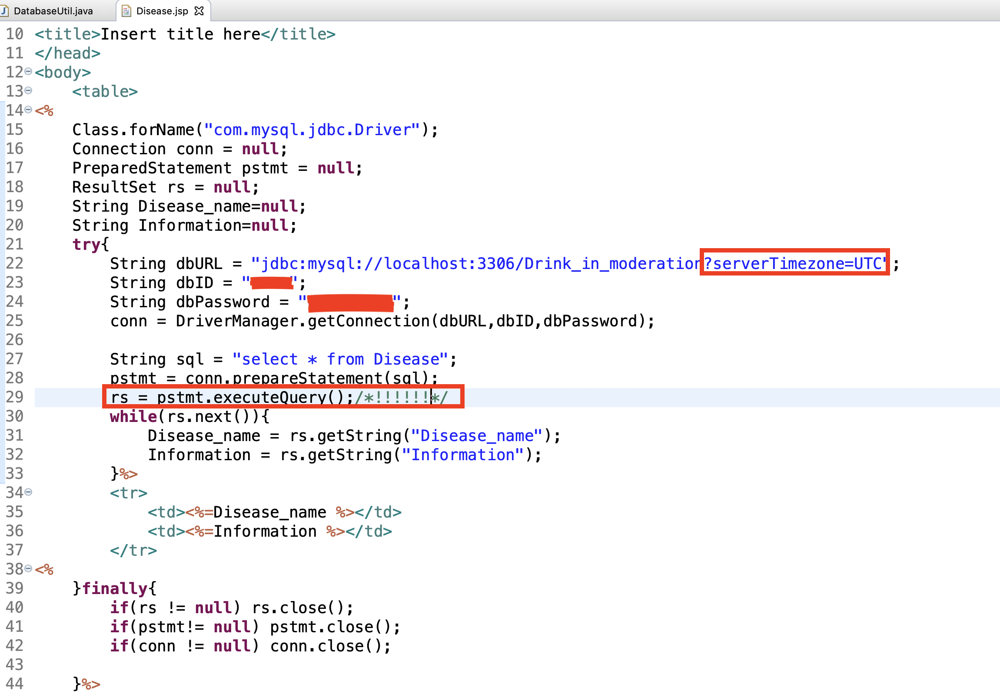 DatabaseUtil.java
Disease.jsp
10 <title>Insert title here</title>
11 </head>
12 <body>
13 <table>
14 <%
15 Class.forName("com.mysql.jdbc.Driver");
16 Connection conn = null;
17 PreparedStatement pstmt = null;
18 ResultSet rs = null;
19 String Disease_name=null;
20 String Information=null;
21 try{
22 String dbURL = "jdbc:mysql://localhost:3306/Drink_in_moderation?serverTimezone=UTC";
23 String dbID = "";
24 String dbPassword = "";
25 conn = DriverManager.getConnection(dbURL,dbID,dbPassword);
26
27 String sql = "select * from Disease";
28 pstmt = conn.prepareStatement(sql);
29 rs = pstmt.executeQuery();/*!!!!!!*/
30 while(rs.next()){
31 Disease_name = rs.getString("Disease_name");
32 Information = rs.getString("Information");
33 }%>
34 <tr>
35 <td><%=Disease_name %></td>
36 <td><%=Information %></td>
37 </tr>
38 <%
39 }finally{
40 if(rs != null) rs.close();
41 if(pstmt!= null) pstmt.close();
42 if(conn != null) conn.close();
43
44 }%>